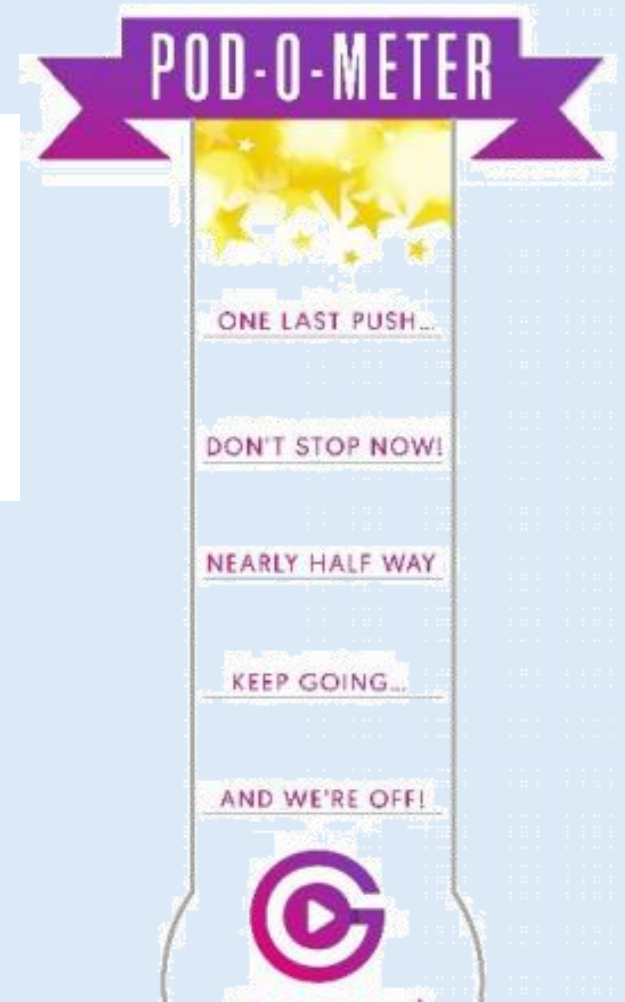 POD-O-METER
ONE LAST PUSH...
DON'T STOP NOW!
NEARLY HALF WAY
KEEP GOING...
AND WE'RE OFF!